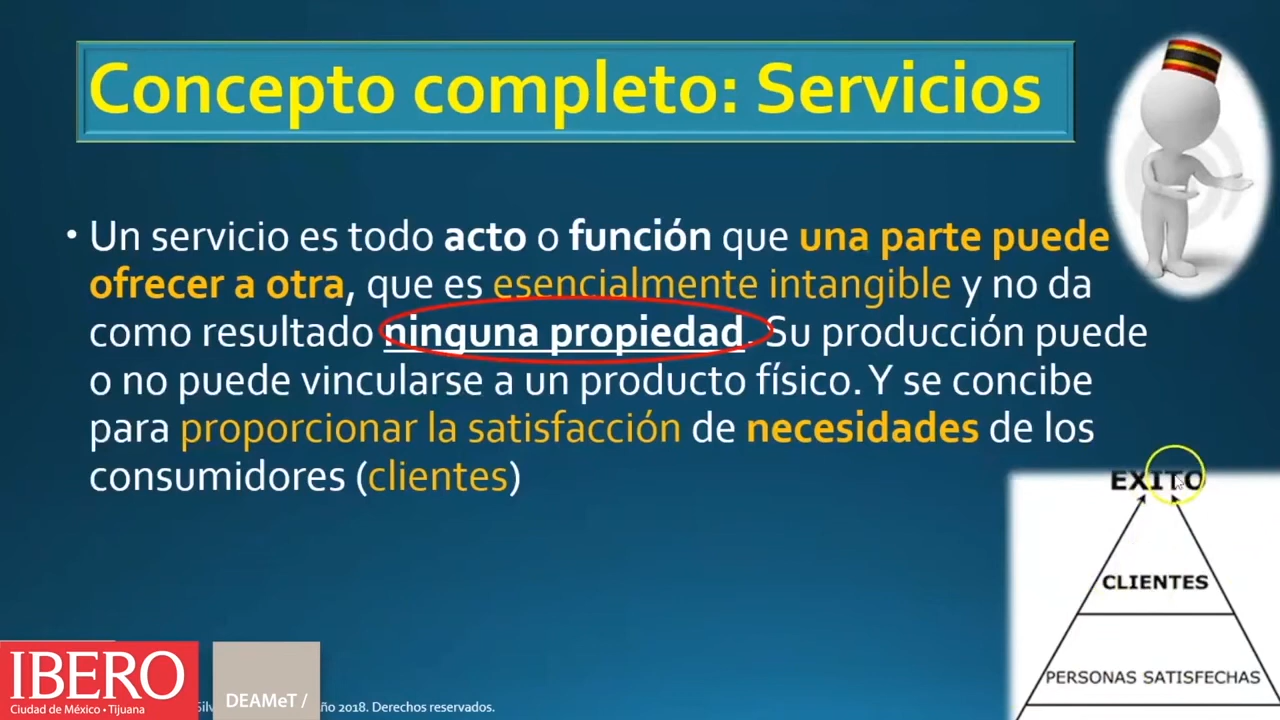 Concepto completo: Servicios
• Un servicio es todo acto o función que una parte puede
ofrecer a otra, que es esencialmente intangible y no da
como resultado ninguna propiedad. Su producción puede
o no puede vincularse a un producto físico. Y se concibe
para proporcionar la satisfacción de necesidades de los
consumidores (clientes)
EXITO
CLIENTES
PERSONAS SATISFECHAS
IBERO
Ciudad de México • Tijuana
DEAMeT /
2018. Derechos reservados.